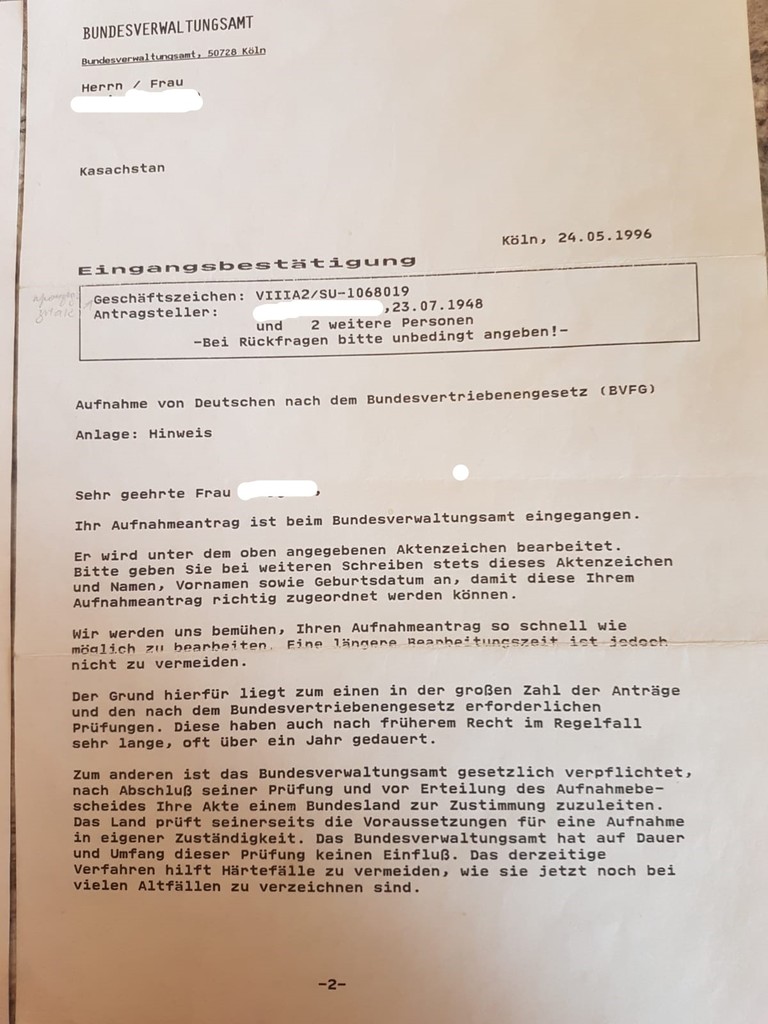 BUNDESVERWALTUNGSAMT
Bundesverwaltungsamt, 50728 Köln
Herrn / Frau
Kasachstan
Köln, 24.05.1996
Eingangsbestätigung
Geschäftszeichen: VIIIA2/SU-1068019
Antragsteller: ,23.07.1948
und 2 weitere Personen
-Bei Rückfragen bitte unbedingt angeben!-
Aufnahme von Deutschen nach dem Bundesvertriebenengesetz (BVFG)
Anlage: Hinweis
Sehr geehrte Frau ,
Ihr Aufnahmeantrag ist beim Bundesverwaltungsamt eingegangen.
Er wird unter dem oben angegebenen Aktenzeichen bearbeitet.
Bitte geben Sie bei weiteren Schreiben stets dieses Aktenzeichen
und Namen, Vornamen sowie Geburtsdatum an, damit diese Ihrem
Aufnahmeantrag richtig zugeordnet werden können.
Wir werden uns bemühen, Ihren Aufnahmeantrag so schnell wie
möglich zu bearbeiten. Eine längere Bearbeitungszeit ist jedoch
nicht zu vermeiden.
Der Grund hierfür liegt zum einen in der großen Zahl der Anträge
und den nach dem Bundesvertriebenengesetz erforderlichen
Prüfungen. Diese haben auch nach früherem Recht im Regelfall
sehr lange, oft über ein Jahr gedauert.
Zum anderen ist das Bundesverwaltungsamt gesetzlich verpflichtet,
nach Abschluß seiner Prüfung und vor Erteilung des Aufnahmebe-
scheides Ihre Akte einem Bundesland zur Zustimmung zuzuleiten.
Das Land prüft seinerseits die Voraussetzungen für eine Aufnahme
in eigener Zuständigkeit. Das Bundesverwaltungsamt hat auf Dauer
und Umfang dieser Prüfung keinen Einfluß. Das derzeitige
Verfahren hilft Härtefälle zu vermeiden, wie sie jetzt noch bei
vielen Altfällen zu verzeichnen sind.
-2-